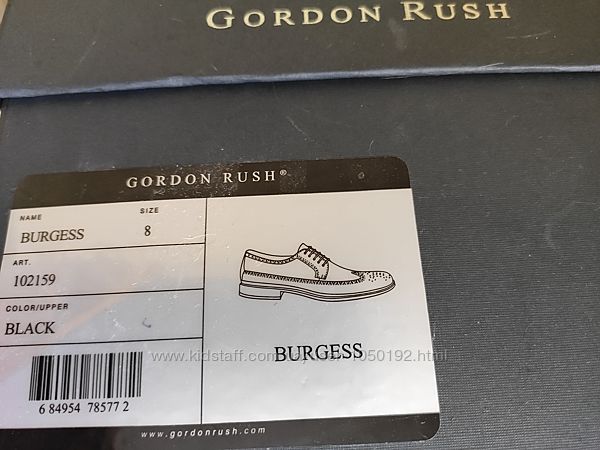 GORDON RUSH
GORDON RUSH®
NAME
SIZE
BURGESS
8
ART.
102159
COLOR/UPPER
BLACK
BURGESS
6 84954 78577 2
www.gordonrush.com